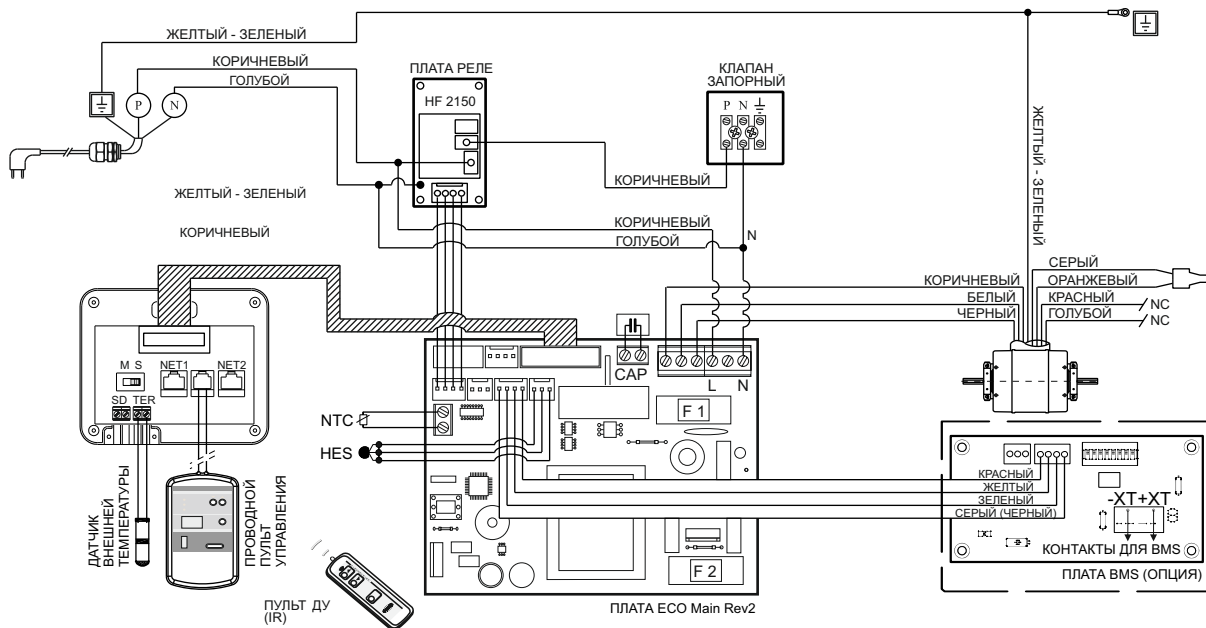 ЖЕЛТЫЙ - ЗЕЛЕНЫЙ
КОРИЧНЕВЫЙ
ГОЛУБОЙ
P
N
ПЛАТА РЕЛЕ
HF 2150
КЛАПАН
ЗАПОРНЫЙ
P N
ЖЕЛТЫЙ - ЗЕЛЕНЫЙ
КОРИЧНЕВЫЙ
ЖЕЛТЫЙ - ЗЕЛЕНЫЙ
КОРИЧНЕВЫЙ
КОРИЧНЕВЫЙ
ГОЛУБОЙ
N
КОРИЧНЕВЫЙ
БЕЛЫЙ
ЧЕРНЫЙ
СЕРЫЙ
ОРАНЖЕВЫЙ
КРАСНЫЙ
NC
ГОЛУБОЙ
NC
M S
NET1
NET2
SD TER
CAP
L
N
F 1
NTC
HES
КРАСНЫЙ
ЖЕЛТЫЙ
ЗЕЛЕНЫЙ
СЕРЫЙ (ЧЕРНЫЙ)
-XT+XT
КОНТАКТЫ ДЛЯ BMS
ПЛАТА BMS (ОПЦИЯ)
ДАТЧИК
ВНЕШНЕЙ
ТЕМПЕРАТУРЫ
ПРОВОДНОЙ
ПУЛЬТ
УПРАВЛЕНИЯ
F 2
ПУЛЬТ ДУ
(IR)
ПЛАТА ECO Main Rev2